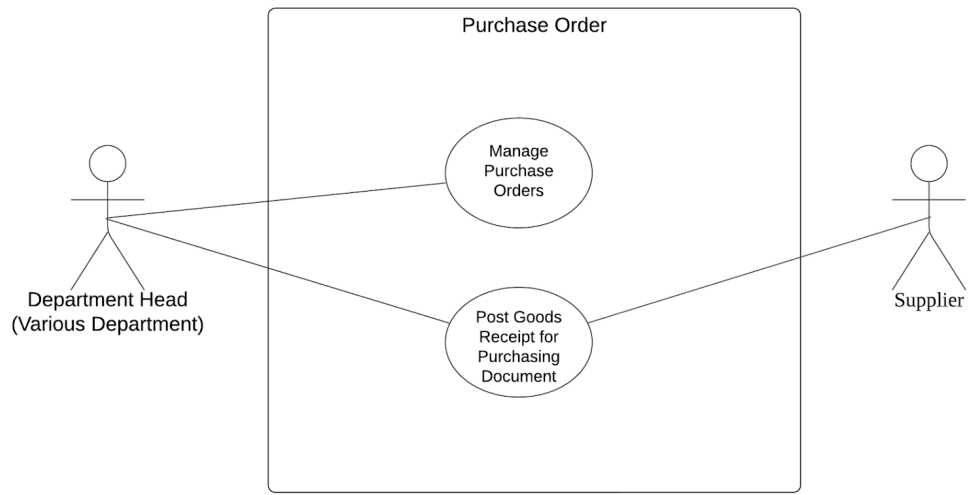 Purchase Order
Manage
Purchase
Orders
Department Head
(Various Department)
Post Goods
Receipt for
Purchasing
Document
Supplier